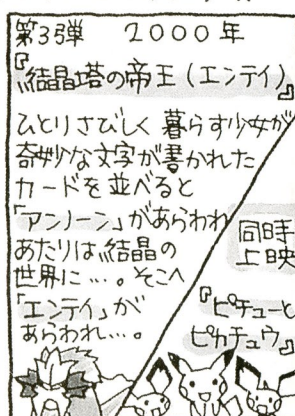 第3弾　2000年
『結晶塔の帝王(エンテイ)』
ひとりさびしく暮らす少女が
奇妙な文字が書かれた
カードを並べると
「アンノーン」があらわれ
あたりは結晶の
世界に…。そこへ
「エンテイ」が
あらわれ…。
同時
上映
『ピチューと
ピカチュウ』